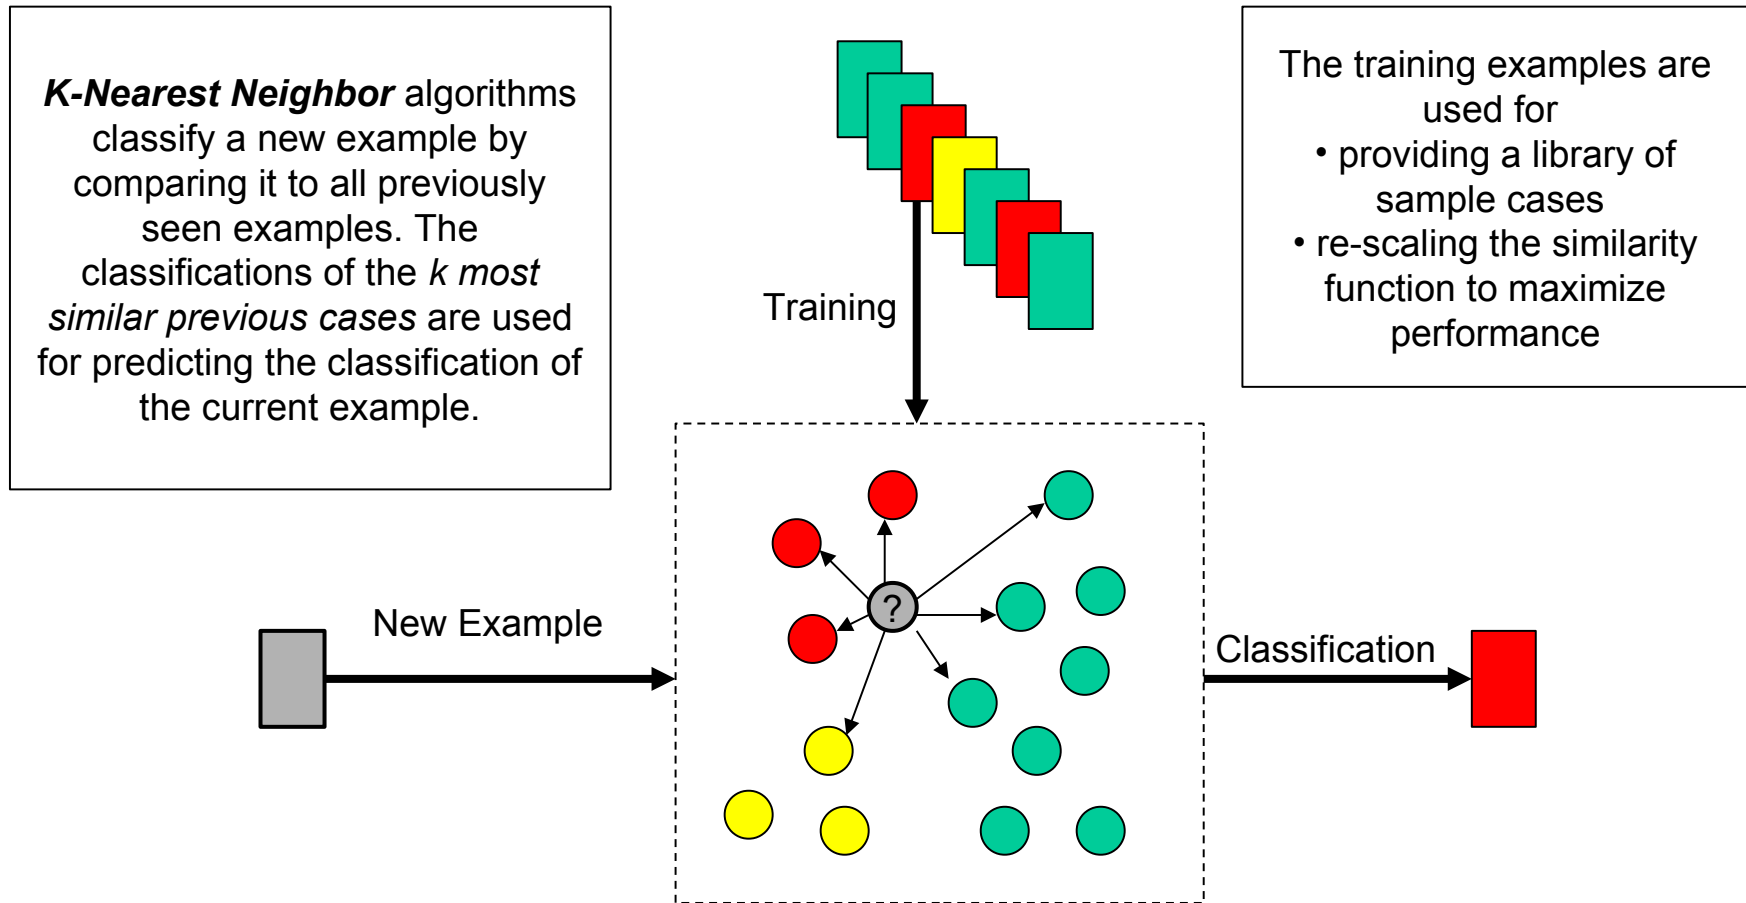 K-Nearest Neighbor algorithms
classify a new example by
comparing it to all previously
seen examples. The
classifications of the k most
similar previous cases are used
for predicting the classification of
the current example.
The training examples are
used for
• providing a library of
sample cases
• re-scaling the similarity
function to maximize
performance
Training
New Example
?
Classification